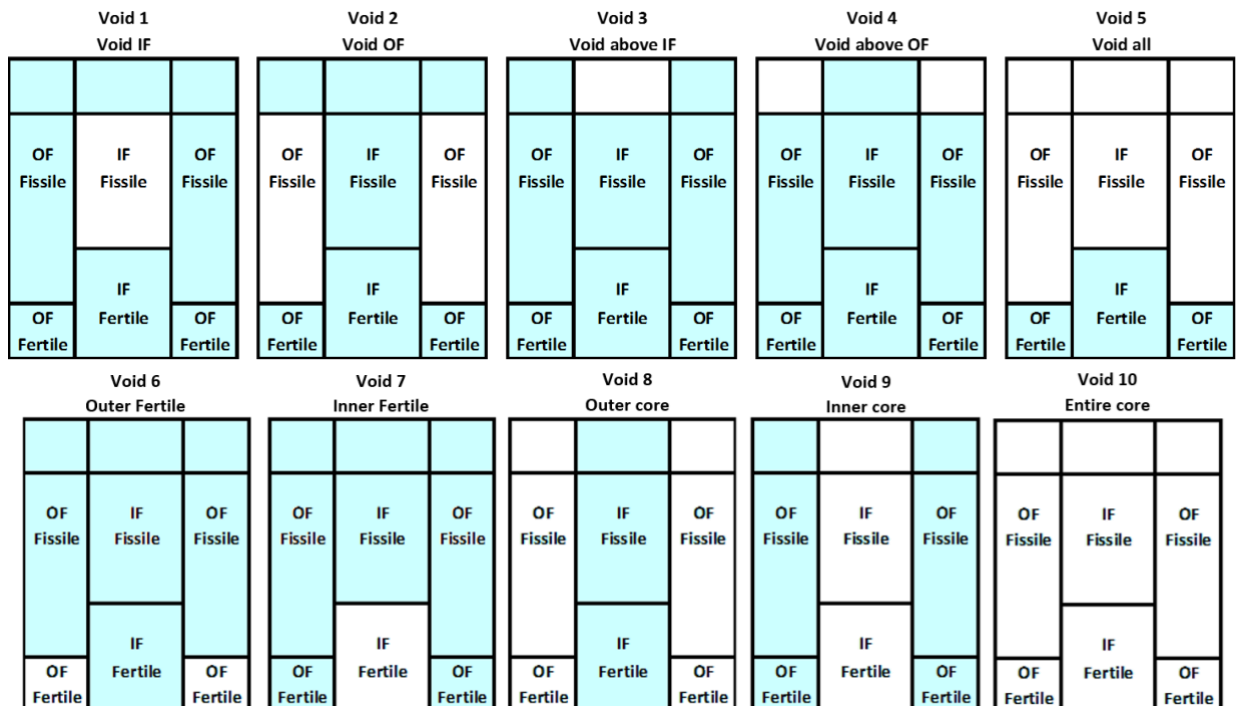 Void 1 Void 2 Void 3 Void 4 Void 5
Void IF Void OF Void above IF Void above OF Void all
OF IF OF OF IF OF OF IF OF OF IF OF OF IF OF
Fissile Fissile Fissile Fissile Fissile Fissile Fissile Fissile Fissile Fissile Fissile Fissile Fissile Fissile Fissile
IF IF IF IF IF
OF Fertile OF OF Fertile OF OF Fertile OF OF Fertile OF OF Fertile OF
Fertile Fertile Fertile Fertile Fertile Fertile Fertile Fertile Fertile Fertile
Void 6 Void 7 Void 8 Void 9 Void 10
Outer Fertile Inner Fertile Outer core Inner core Entire core
OF IF OF OF IF OF OF IF OF OF IF OF OF IF OF
Fissile Fissile Fissile Fissile Fissile Fissile Fissile Fissile Fissile Fissile Fissile Fissile Fissile Fissile Fissile
IF IF IF IF IF
OF Fertile OF OF Fertile OF OF Fertile OF OF Fertile OF OF Fertile OF
Fertile Fertile Fertile Fertile Fertile Fertile Fertile Fertile Fertile Fertile